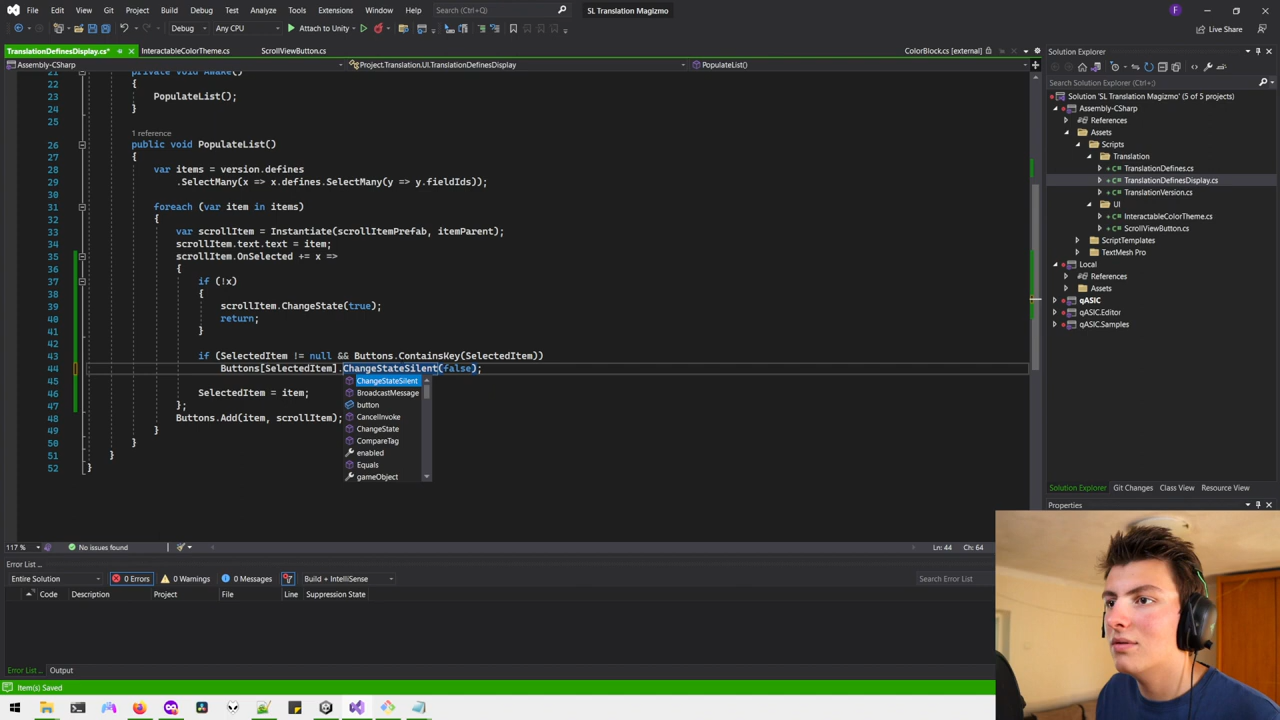 File Edit View Git Project Build Debug Test Analyze Tools Extensions Window Help Search (Ctrl+Q) SL Translation Magizmo F
Debug Any CPU Attach to Unity Live Share
TranslationDefinesDisplay.cs* InteractableColorTheme.cs ScrollViewButton.cs ColorBlock.cs [external]
Assembly-CSharp Project.Translation.UI.TranslationDefinesDisplay PopulateList()
21 private void Awake()
22 {
23 PopulateList();
24 }
25
1 reference
26 public void PopulateList()
27 {
28 var items = version.defines
29 .SelectMany(x => x.defines.SelectMany(y => y.fieldIds));
30
31 foreach (var item in items)
32 {
33 var scrollItem = Instantiate(scrollItemPrefab, itemParent);
34 scrollItem.text.text = item;
35 scrollItem.OnSelected += x =>
36 {
37 if (!x)
38 {
39 scrollItem.ChangeState(true);
40 return;
41 }
42
43 if (SelectedItem != null && Buttons.ContainsKey(SelectedItem))
44 Buttons[SelectedItem].ChangeStateSilent(false);
45
46 SelectedItem = item;
47 };
48 Buttons.Add(item, scrollItem);
49 }
50 }
51 }
52 }
ChangeStateSilent
BroadcastMessage
button
CancelInvoke
ChangeState
CompareTag
enabled
Equals
gameObject
117 % No issues found Ln: 44 Ch: 64
Error List ...
Entire Solution 0 Errors 0 Warnings 0 Messages Build + IntelliSense Search Error List
Code Description Project File Line Suppression State
Error List ... Output
Item(s) Saved
Solution Explorer
Search Solution Explorer (Ctrl+;)
Solution 'SL Translation Magizmo' (5 of 5 projects)
Assembly-CSharp
References
Assets
Scripts
Translation
TranslationDefines.cs
TranslationDefinesDisplay.cs
TranslationVersion.cs
UI
InteractableColorTheme.cs
ScrollViewButton.cs
ScriptTemplates
TextMesh Pro
Local
References
Assets
qASIC
qASIC.Editor
qASIC.Samples
Solution Explorer Git Changes Class View Resource View
Properties